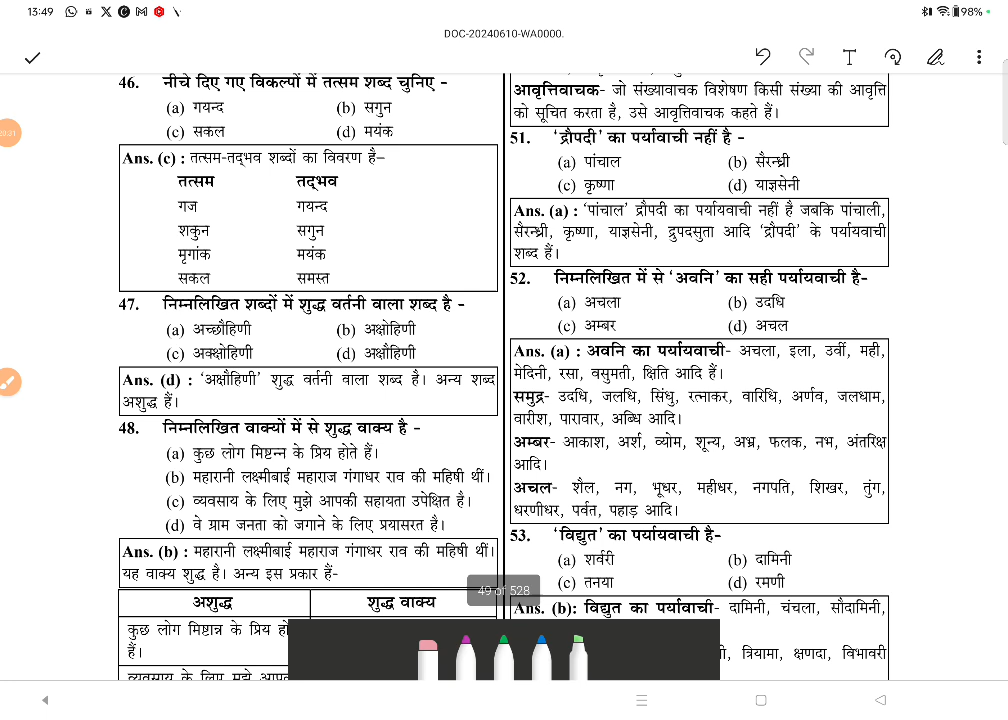 13:49
98%
DOC-20240610-WA0000.
T
46. नीचे दिए गए विकल्पों में तत्सम शब्द चुनिए -
(a) गयन्द (b) सगुन
(c) सकल (d) मयंक
Ans. (c) : तत्सम-तद्भव शब्दों का विवरण है–
तत्सम तद्भव
गज गयन्द
शकुन सगुन
मृगांक मयंक
सकल समस्त
47. निम्नलिखित शब्दों में शुद्ध वर्तनी वाला शब्द है -
(a) अच्छौहिणी (b) अक्षोहिणी
(c) अक्शोहिणी (d) अक्षौहिणी
Ans. (d) : ‘अक्षौहिणी’ शुद्ध वर्तनी वाला शब्द है। अन्य शब्द
अशुद्ध हैं।
48. निम्नलिखित वाक्यों में से शुद्ध वाक्य है -
(a) कुछ लोग मिष्टन्न के प्रिय होते हैं।
(b) महारानी लक्ष्मीबाई महाराज गंगाधर राव की महिषी थीं।
(c) व्यवसाय के लिए मुझे आपकी सहायता उपेक्षित है।
(d) वे ग्राम जनता को जगाने के लिए प्रयासरत है।
Ans. (b) : महारानी लक्ष्मीबाई महाराज गंगाधर राव की महिषी थीं।
यह वाक्य शुद्ध है। अन्य इस प्रकार हैं-
अशुद्ध शुद्ध वाक्य
कुछ लोग मिष्टान्न के प्रिय हो
हैं।
व्यवसाय के लिए मुझे आप
आवृत्तिवाचक- जो संख्यावाचक विशेषण किसी संख्या की आवृत्ति
को सूचित करता है, उसे आवृत्तिवाचक कहते हैं।
51. ‘द्रौपदी’ का पर्यावाची नहीं है -
(a) पांचाल (b) सैरन्ध्री
(c) कृष्णा (d) याज्ञसेनी
Ans. (a) : ‘पांचाल’ द्रौपदी का पर्यायवाची नहीं है जबकि पांचाली,
सैरन्ध्री, कृष्णा, याज्ञसेनी, द्रुपदसुता आदि ‘द्रौपदी’ के पर्यायवाची
शब्द हैं।
52. निम्नलिखित में से ‘अवनि’ का सही पर्यायवाची है-
(a) अचला (b) उदधि
(c) अम्बर (d) अचल
Ans. (a) : अवनि का पर्यायवाची- अचला, इला, उर्वी, मही,
मेदिनी, रसा, वसुमती, क्षिति आदि हैं।
समुद्र- उदधि, जलधि, सिंधु, रत्नाकर, वारिधि, अर्णव, जलधाम,
वारीश, पारावार, अब्धि आदि।
अम्बर- आकाश, अर्श, व्योम, शून्य, अभ्र, फलक, नभ, अंतरिक्ष
आदि।
अचल- शैल, नग, भूधर, महीधर, नगपति, शिखर, तुंग,
धरणीधर, पर्वत, पहाड़ आदि।
53. ‘विद्युत’ का पर्यायवाची है-
(a) शर्वरी (b) दामिनी
(c) तनया (d) रमणी
Ans. (b): विद्युत का पर्यावाची- दामिनी, चंचला, सौदामिनी,
त्रियामा, क्षणदा, विभावरी
49 of 528